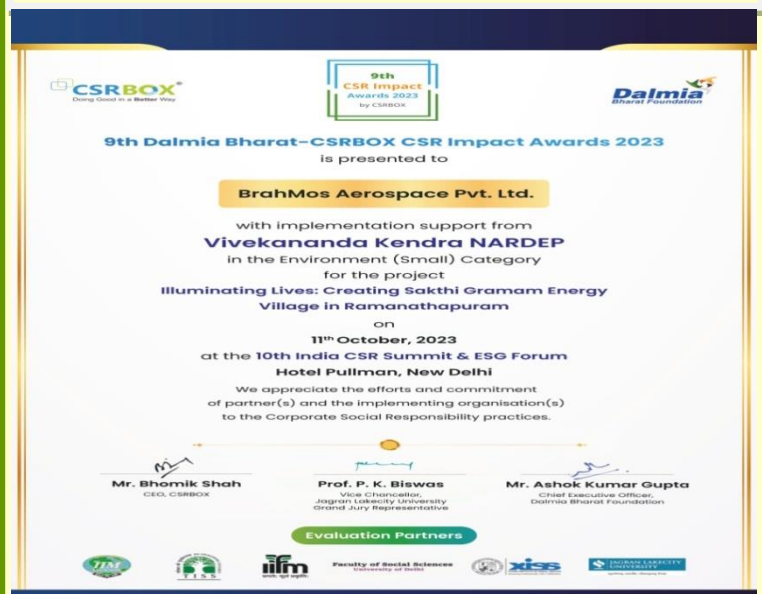 CSRBOX
Doing Good in a Better Way
9th
CSR Impact
Awards 2023
by CSRBOX
Dalmia
Bharat Foundation
9th Dalmia Bharat-CSRBOX CSR Impact Awards 2023
is presented to
BrahMos Aerospace Pvt. Ltd.
with implementation support from
Vivekananda Kendra NARDEP
in the Environment (Small) Category
for the project
Illuminating Lives: Creating Sakthi Gramam Energy
Village in Ramanathapuram
on
11th October, 2023
at the 10th India CSR Summit & ESG Forum
Hotel Pullman, New Delhi
We appreciate the efforts and commitment
of partner(s) and the implementing organisation(s)
to the Corporate Social Responsibility practices.
Mr. Bhomik Shah
CEO, CSRBOX
Prof. P. K. Biswas
Vice Chancellor,
Jagran Lakecity University
Grand Jury Representative
Mr. Ashok Kumar Gupta
Chief Executive Officer,
Dalmia Bharat Foundation
Evaluation Partners
TISS
iifm
Faculty of Social Sciences
University of Delhi
xiss
JAGRAN LAKECITY
UNIVERSITY